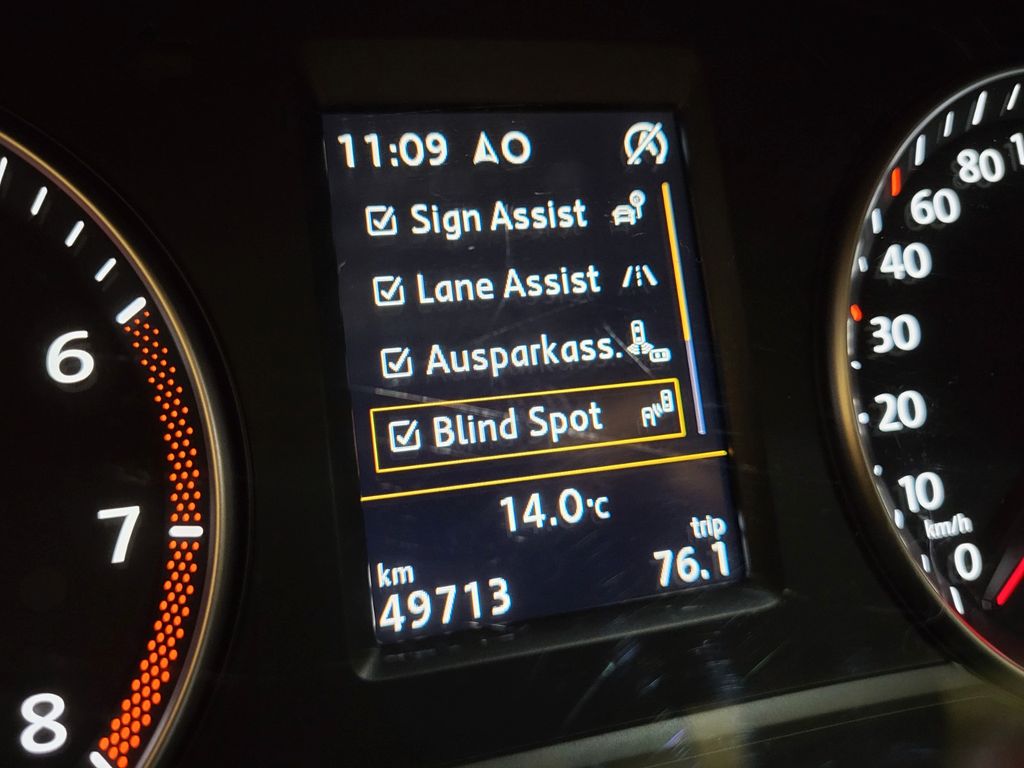 11:09 O
Sign Assist
Lane Assist
Ausparkass.
Blind Spot
14.0°C
trip
76.1
km
49713
6
7
8
80
60
40
30
20
10
km/h
0